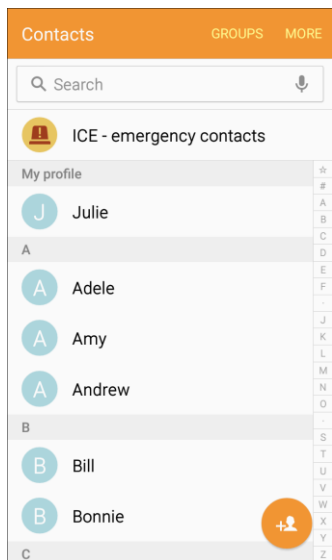 Contacts GROUPS MORE
Search
ICE - emergency contacts
My profile
J Julie
A
A Adele
A Amy
A Andrew
B
B Bill
B Bonnie
C
☆
#
A
B
C
D
E
F
·
J
K
L
M
N
O
·
S
T
U
V
W
X
Y
Z